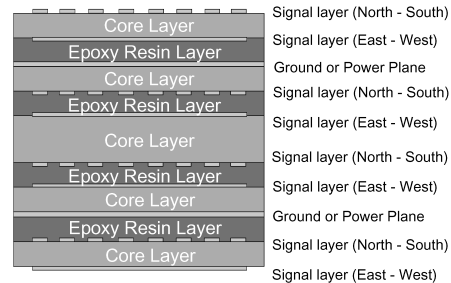 Signal layer (North - South)
Core Layer
Signal layer (East - West)
Epoxy Resin Layer
Ground or Power Plane
Core Layer
Signal layer (North - South)
Epoxy Resin Layer
Signal layer (East - West)
Core Layer
Signal layer (North - South)
Epoxy Resin Layer
Signal layer (East - West)
Core Layer
Ground or Power Plane
Epoxy Resin Layer
Signal layer (North - South)
Core Layer
Signal layer (East - West)